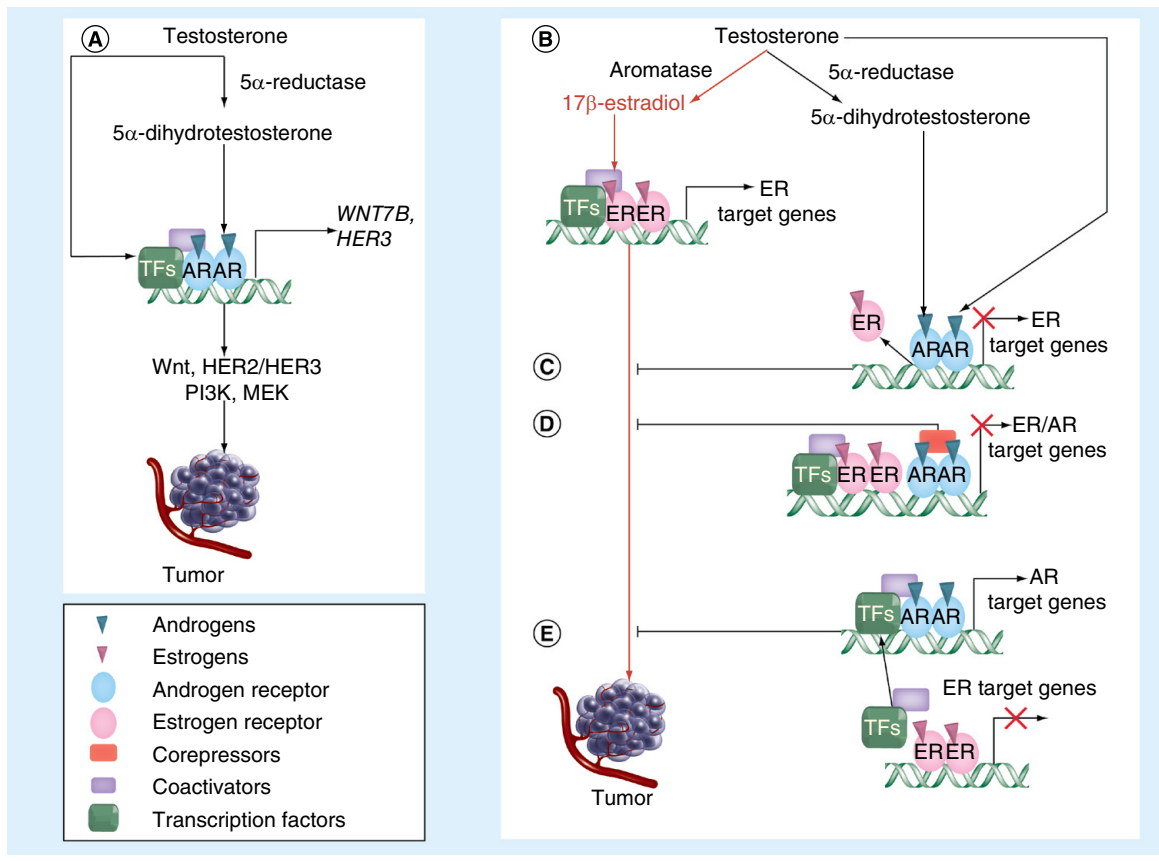 A
Testosterone
5α-reductase
5α-dihydrotestosterone
WNT7B,
HER3
TFs
AR AR
Wnt, HER2/HER3
PI3K, MEK
Tumor
Androgens
Estrogens
Androgen receptor
Estrogen receptor
Corepressors
Coactivators
Transcription factors
B
Testosterone
Aromatase
5α-reductase
17β-estradiol
5α-dihydrotestosterone
TFs
ER ER
ER
target genes
C
ER
AR AR
ER
target genes
D
TFs
ER ER
AR AR
ER/AR
target genes
E
TFs
AR AR
AR
target genes
ER target genes
TFs
ER ER
Tumor